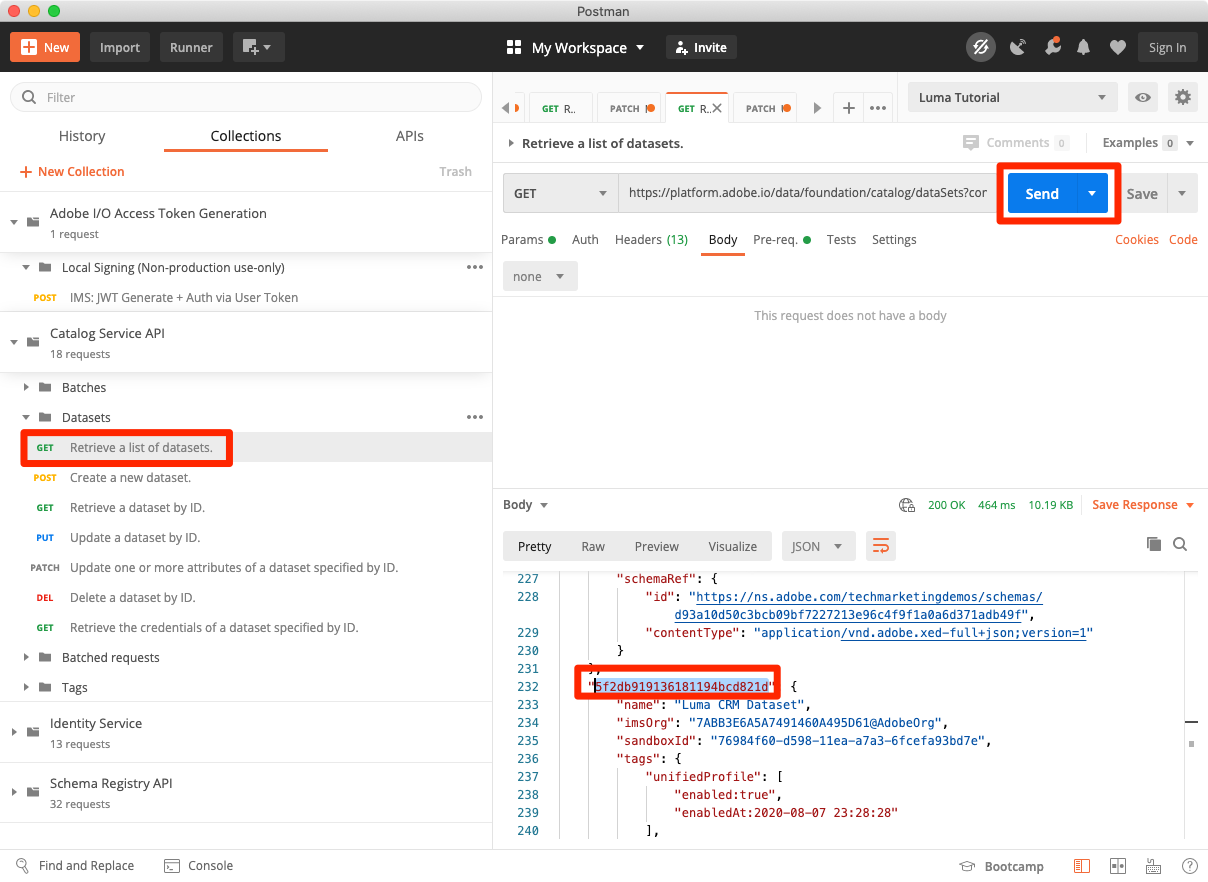 Postman
New
Import
Runner
My Workspace
Invite
Sign In
Filter
History
Collections
APIs
New Collection
Trash
Adobe I/O Access Token Generation
1 request
Local Signing (Non-production use-only)
POST IMS: JWT Generate + Auth via User Token
Catalog Service API
18 requests
Batches
Datasets
GET Retrieve a list of datasets.
POST Create a new dataset.
GET Retrieve a dataset by ID.
PUT Update a dataset by ID.
PATCH Update one or more attributes of a dataset specified by ID.
DEL Delete a dataset by ID.
GET Retrieve the credentials of a dataset specified by ID.
Batched requests
Tags
Identity Service
13 requests
Schema Registry API
32 requests
GET R..
PATCH
GET R..
PATCH
Luma Tutorial
Retrieve a list of datasets.
Comments 0
Examples 0
GET
https://platform.adobe.io/data/foundation/catalog/dataSets?cor
Send
Save
Params
Auth
Headers (13)
Body
Pre-req.
Tests
Settings
Cookies
Code
none
This request does not have a body
Body
200 OK
464 ms
10.19 KB
Save Response
Pretty
Raw
Preview
Visualize
JSON
227 "schemaRef": {
228 "id": "https://ns.adobe.com/techmarketingdemos/schemas/
d93a10d50c3bcb09bf7227213e96c4f9f1a0a6d371adb49f",
229 "contentType": "application/vnd.adobe.xed-full+json;version=1"
230 }
231 },
232 "5f2db919136181194bcd821d" {
233 "name": "Luma CRM Dataset",
234 "imsOrg": "7ABB3E6A5A7491460A495D61@AdobeOrg",
235 "sandboxId": "76984f60-d598-11ea-a7a3-6fcefa93bd7e",
236 "tags": {
237 "unifiedProfile": [
238 "enabled:true",
239 "enabledAt:2020-08-07 23:28:28"
240 ],
Find and Replace
Console
Bootcamp